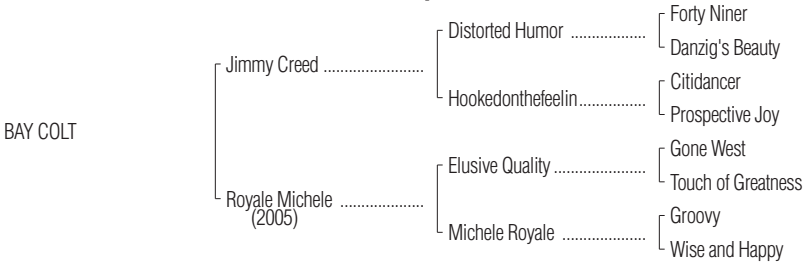 Forty Niner
Distorted Humor ..................
Danzig's Beauty
Jimmy Creed .......................
Citidancer
Hookedonthefeelin................
Prospective Joy
BAY COLT
Gone West
Elusive Quality ......................
Touch of Greatness
Royale Michele ...................
(2005)
Groovy
Michele Royale ....................
Wise and Happy